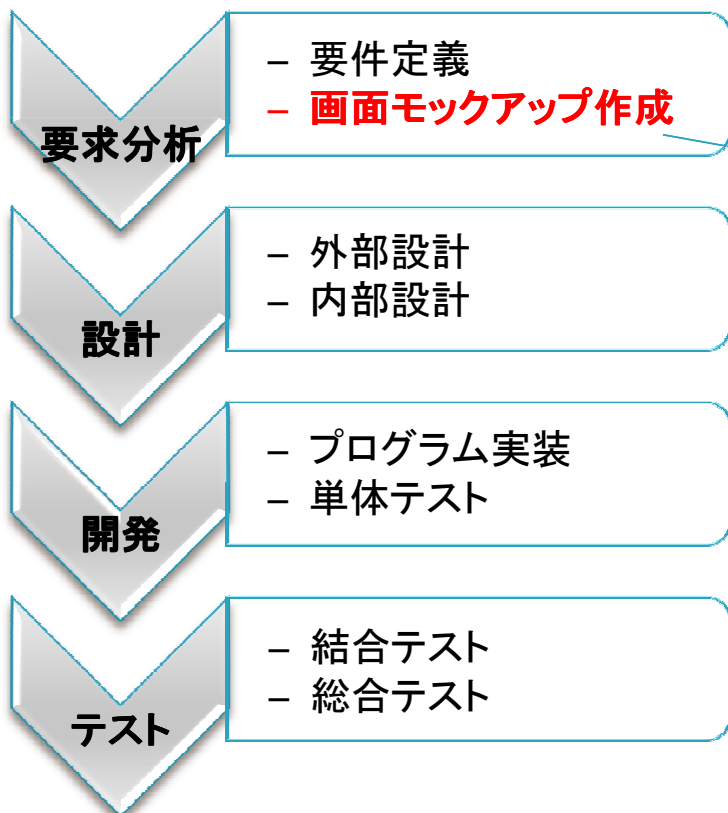 要求分析
– 要件定義
– 画面モックアップ作成
設計
– 外部設計
– 内部設計
開発
– プログラム実装
– 単体テスト
テスト
– 結合テスト
– 総合テスト